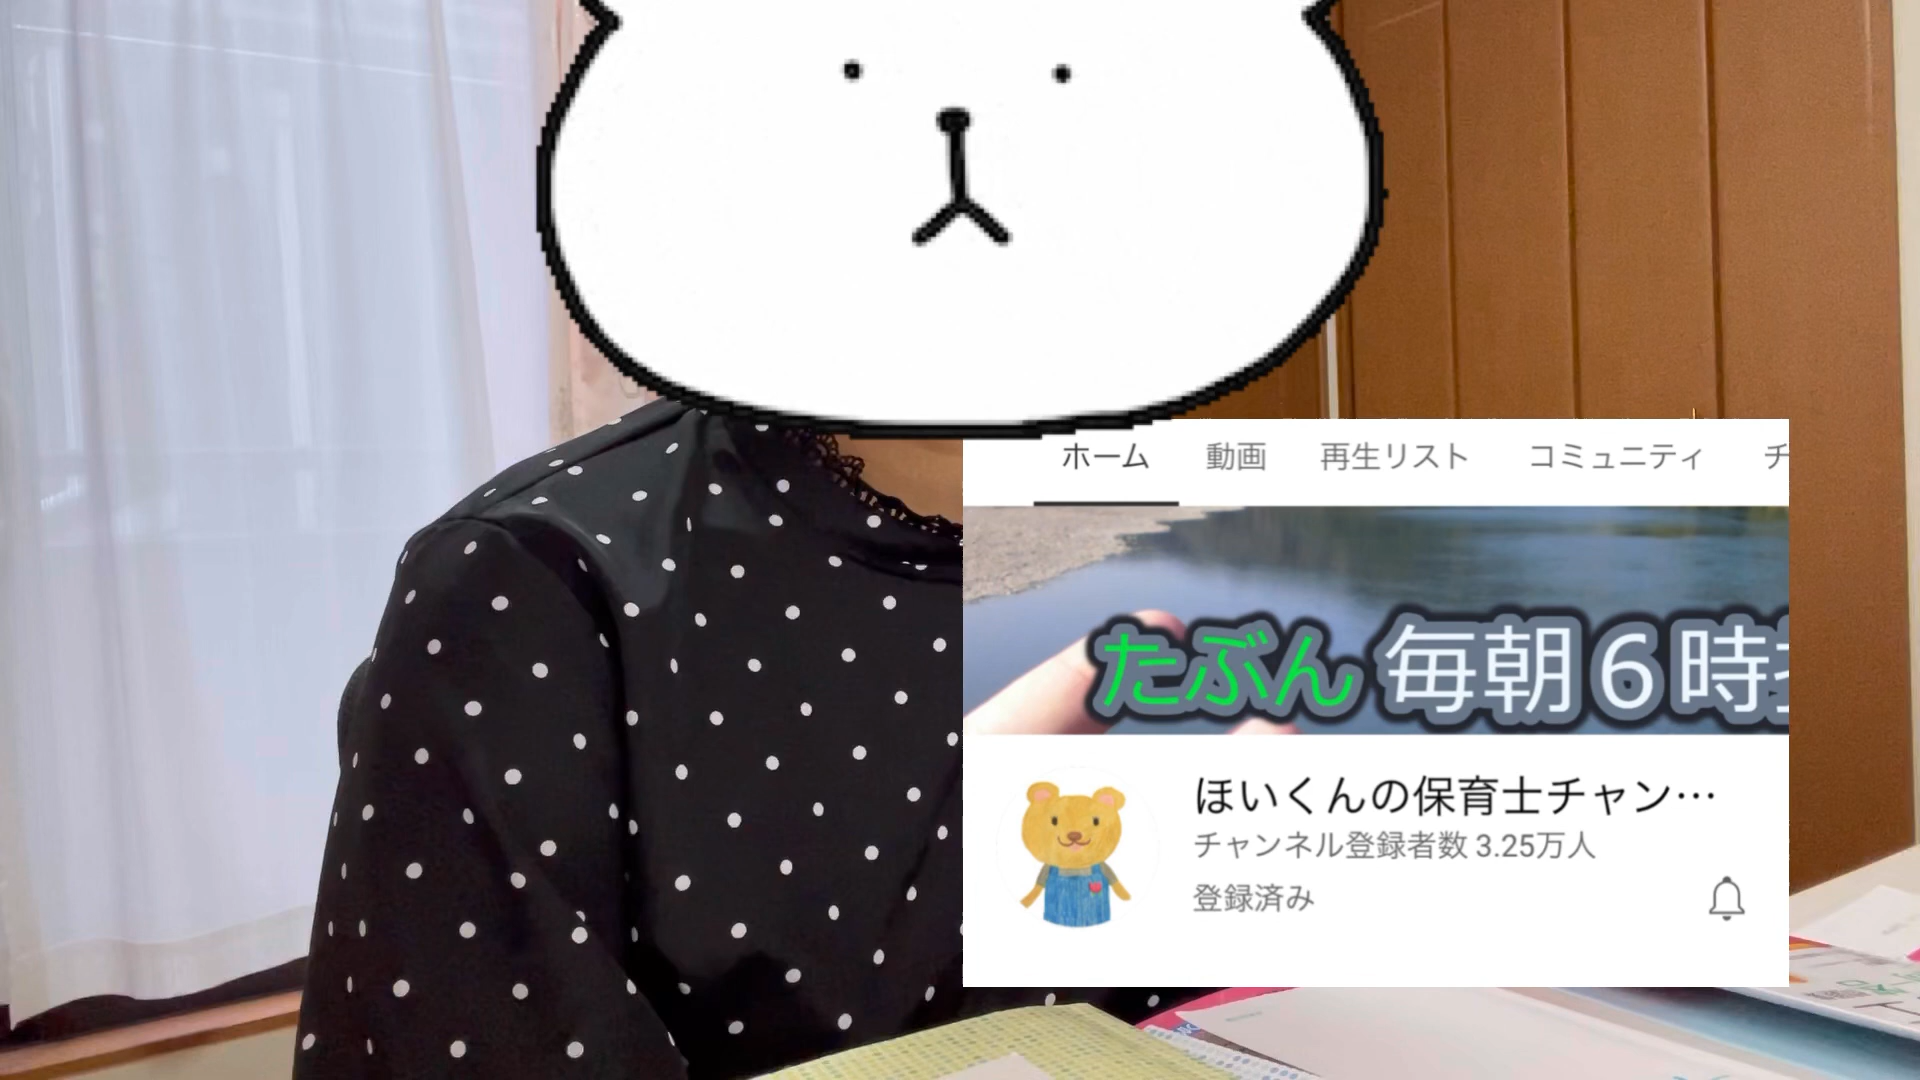 ホーム 動画 再生リスト コミュニティ チ
たぶん 毎朝6時
ほいくんの保育士チャン…
チャンネル登録者数 3.25万人
登録済み